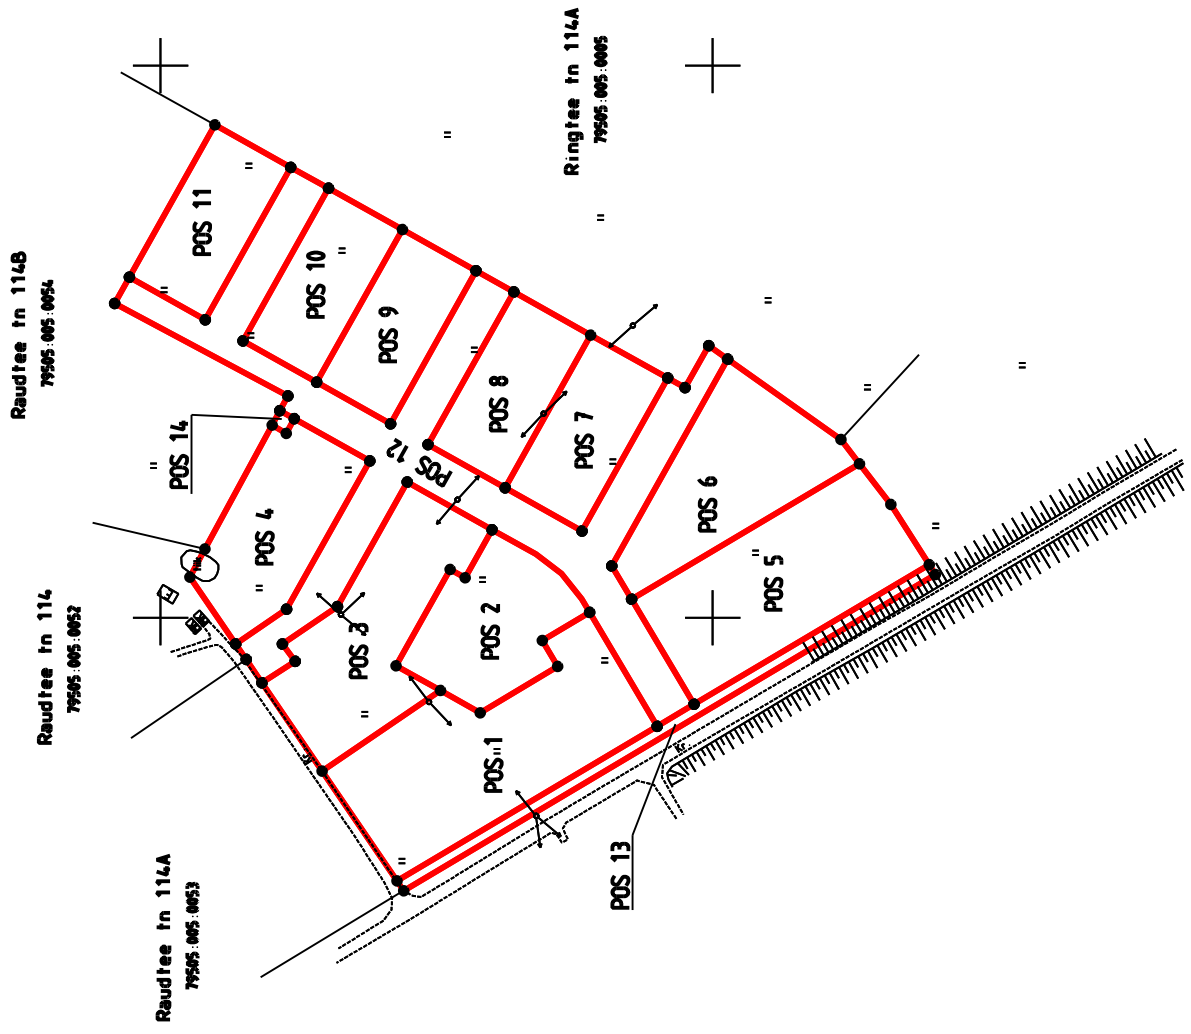 Ringtee tn 114A
79505:005:0005
Raudtee tn 114B
79505:005:0054
Raudtee tn 114
79505:005:0052
Raudtee tn 114A
79505:005:0053
POS 11
POS 10
POS 9
POS 8
POS 7
POS 6
POS 5
POS 14
POS 4
POS 12
POS 3
POS 2
POS 1
POS 13
Kr.
Kr.